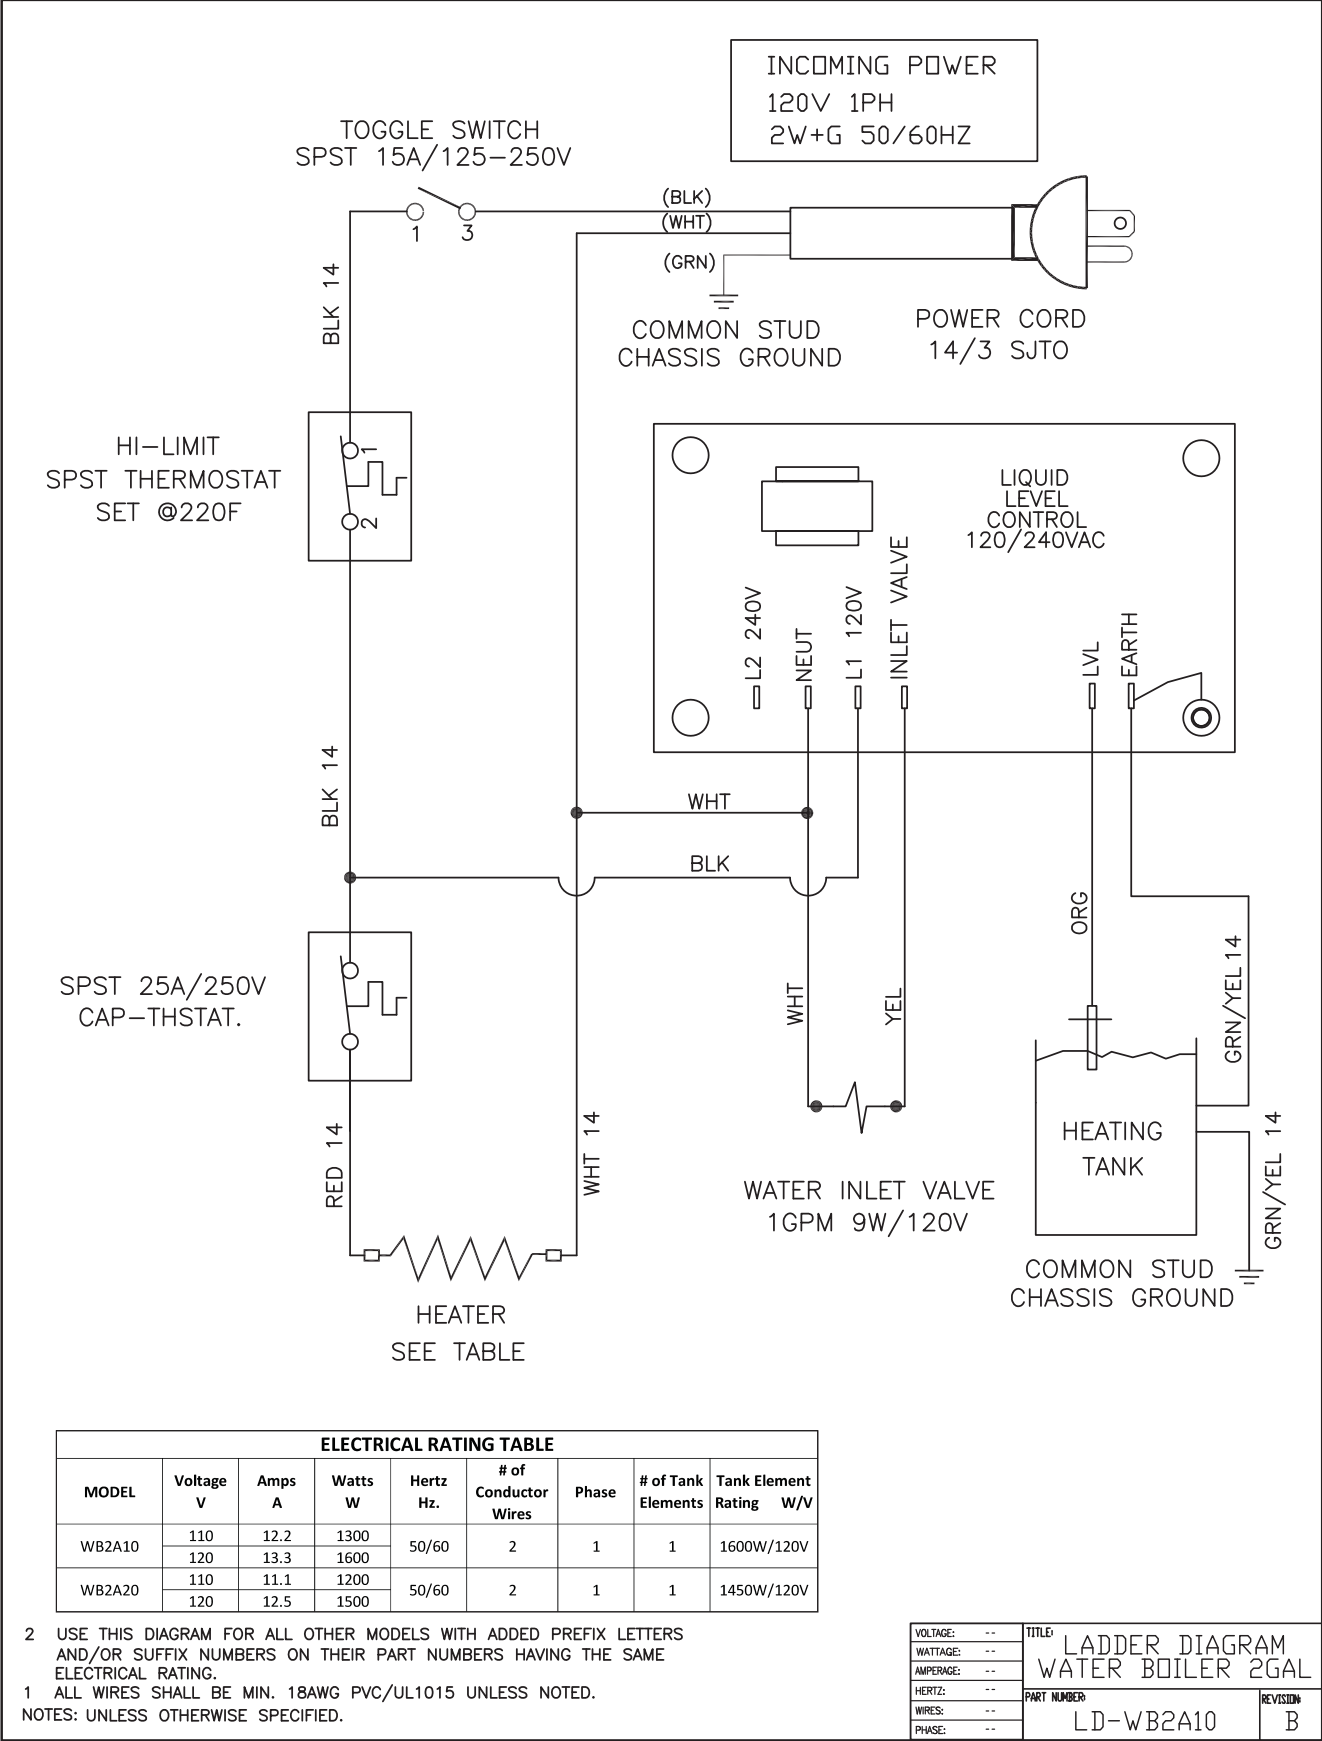 INCOMING POWER
120V 1PH
2W+G 50/60HZ
TOGGLE SWITCH
SPST 15A/125-250V
1
3
(BLK)
(WHT)
(GRN)
COMMON STUD
CHASSIS GROUND
POWER CORD
14/3 SJTO
BLK 14
HI-LIMIT
SPST THERMOSTAT
SET @220F
1
2
LIQUID
LEVEL
CONTROL
120/240VAC
L2 240V
NEUT
L1 120V
INLET VALVE
LVL
EARTH
BLK 14
WHT
BLK
SPST 25A/250V
CAP-THSTAT.
WHT
YEL
ORG
GRN/YEL 14
RED 14
WHT 14
HEATING
TANK
GRN/YEL 14
WATER INLET VALVE
1GPM 9W/120V
COMMON STUD
CHASSIS GROUND
HEATER
SEE TABLE
ELECTRICAL RATING TABLE
MODEL Voltage V Amps A Watts W Hertz Hz. # of Conductor Wires Phase # of Tank Elements Tank Element Rating W/V
WB2A10 110 12.2 1300 50/60 2 1 1 1600W/120V
120 13.3 1600
WB2A20 110 11.1 1200 50/60 2 1 1 1450W/120V
120 12.5 1500
2 USE THIS DIAGRAM FOR ALL OTHER MODELS WITH ADDED PREFIX LETTERS
AND/OR SUFFIX NUMBERS ON THEIR PART NUMBERS HAVING THE SAME
ELECTRICAL RATING.
1 ALL WIRES SHALL BE MIN. 18AWG PVC/UL1015 UNLESS NOTED.
NOTES: UNLESS OTHERWISE SPECIFIED.
VOLTAGE: --
WATTAGE: --
AMPERAGE: --
HERTZ: --
WIRES: --
PHASE: --
TITLE:
LADDER DIAGRAM
WATER BOILER 2GAL
PART NUMBER:
LD-WB2A10
REVISION:
B